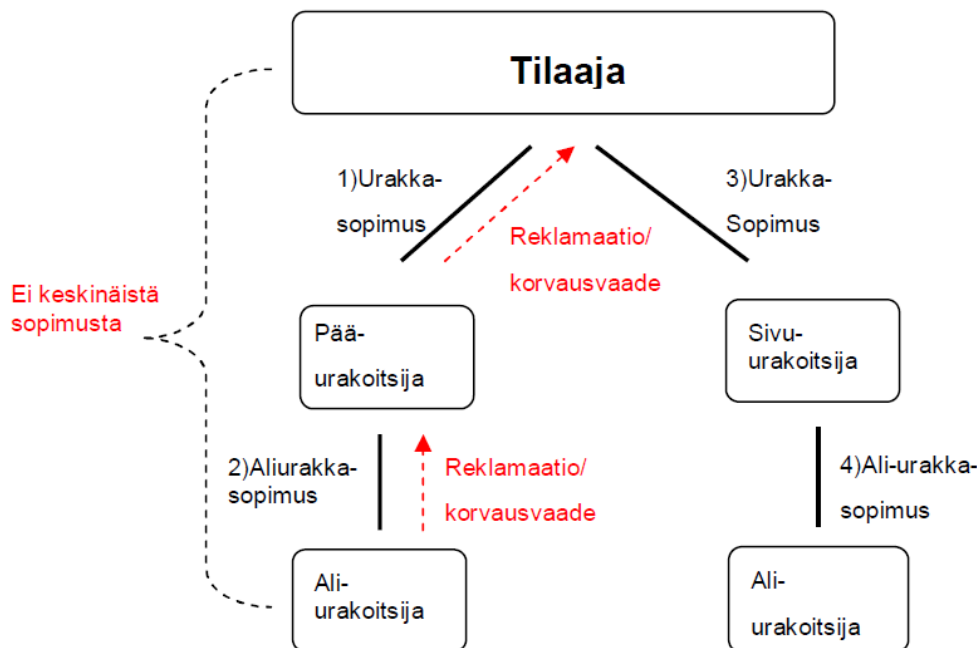 Tilaaja
1)Urakka-
sopimus
3)Urakka-
Sopimus
Reklamaatio/
korvausvaade
Ei keskinäistä
sopimusta
Pää-
urakoitsija
Sivu-
urakoitsija
2)Aliurakka-
sopimus
Reklamaatio/
korvausvaade
4)Ali-urakka-
sopimus
Ali-
urakoitsija
Ali-
urakoitsija